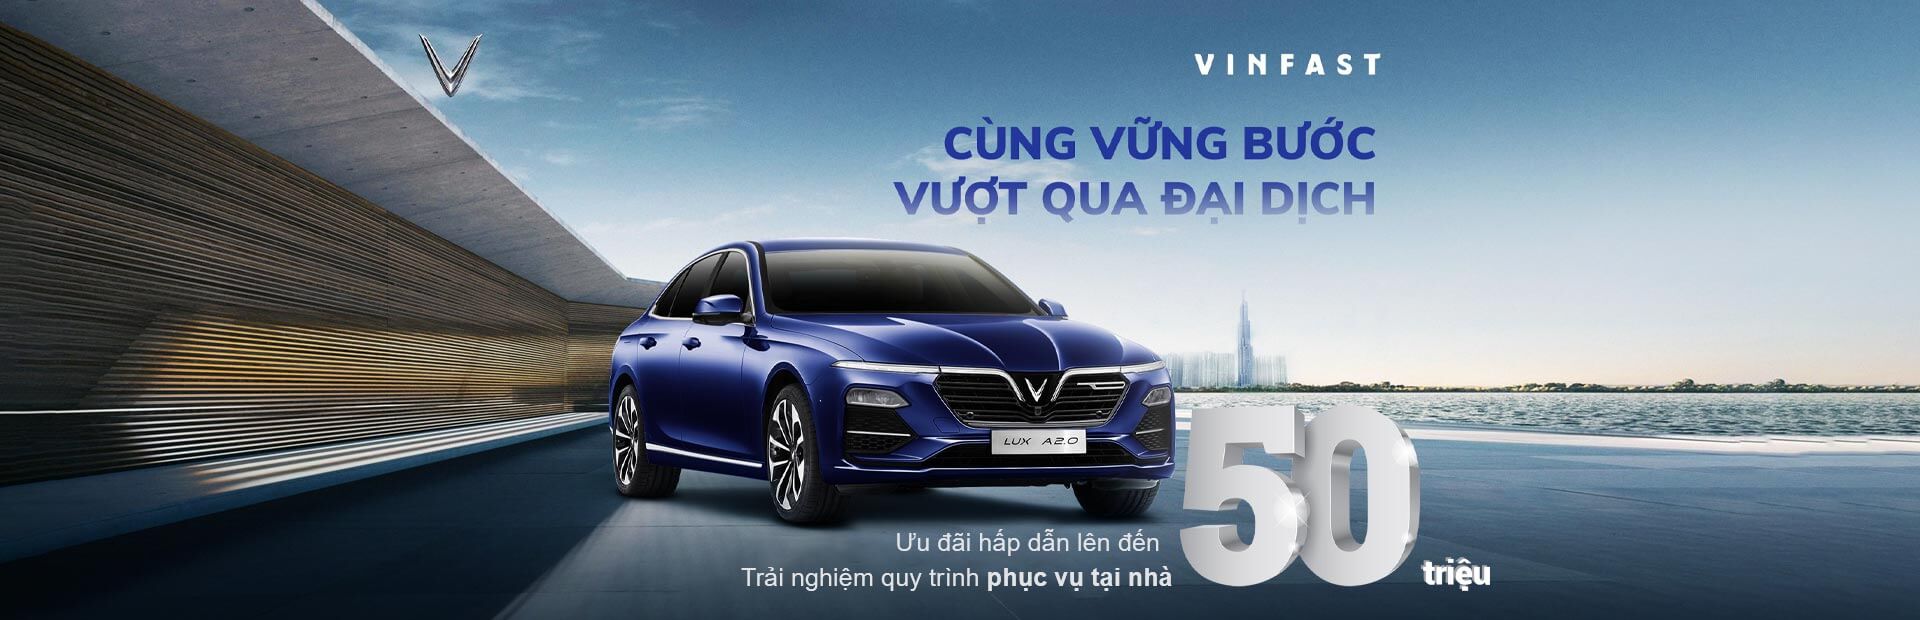 VINFAST
CÙNG VỮNG BƯỚC
VƯỢT QUA ĐẠI DỊCH
LUX A2.0
Ưu đãi hấp dẫn lên đến
50 triệu
Trải nghiệm quy trình phục vụ tại nhà